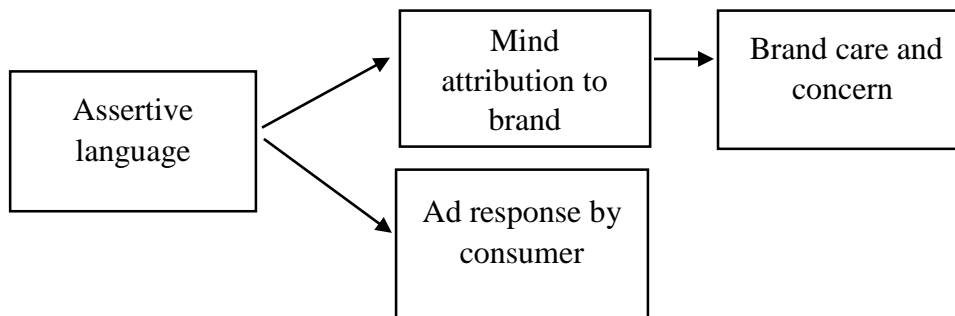 Assertive
language
Mind
attribution to
brand
Brand care and
concern
Ad response by
consumer